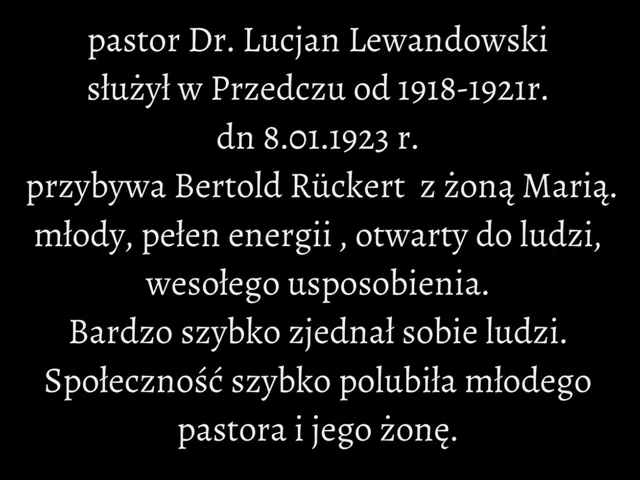 pastor Dr. Lucjan Lewandowski
służył w Przedczu od 1918-1921r.
dn 8.01.1923 r.
przybywa Bertold Rückert z żoną Marią.
młody, pełen energii , otwarty do ludzi,
wesołego usposobienia.
Bardzo szybko zjednał sobie ludzi.
Społeczność szybko polubiła młodego
pastora i jego żonę.